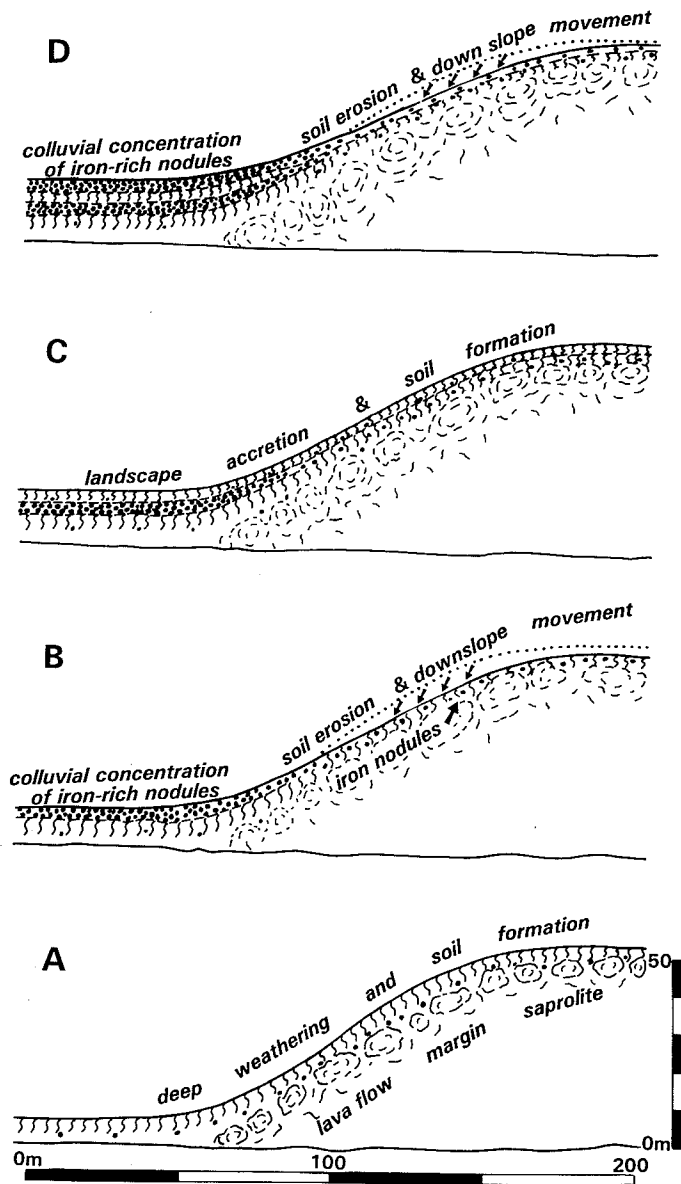 D
soil erosion & down slope movement
colluvial concentration
of iron-rich nodules
C
landscape accretion & soil formation
B
soil erosion & downslope movement
iron nodules
colluvial concentration
of iron-rich nodules
A
deep weathering and soil formation
lava flow margin saprolite
50
0m
0m 100 200